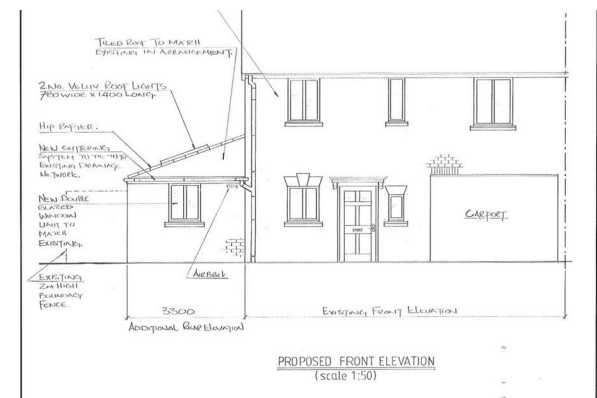 TILED ROOF TO MATCH
EXISTING IN ARRANGEMENT.
2 NO. VELUX ROOF LIGHTS
780 WIDE X 1400 LONG.
HIP RAFTER.
NEW GUTTERING
SYSTEM TO TIE INTO
EXISTING DRAINAGE
NETWORK.
NEW DOUBLE
GLAZED
WINDOW
UNIT TO
MATCH
EXISTING.
CARPORT.
EXISTING
2M HIGH
BOUNDARY
FENCE
AIRBRICK
3300
EXISTING FRONT ELEVATION
ADDITIONAL REAR ELEVATION
PROPOSED FRONT ELEVATION
(scale 1:50)